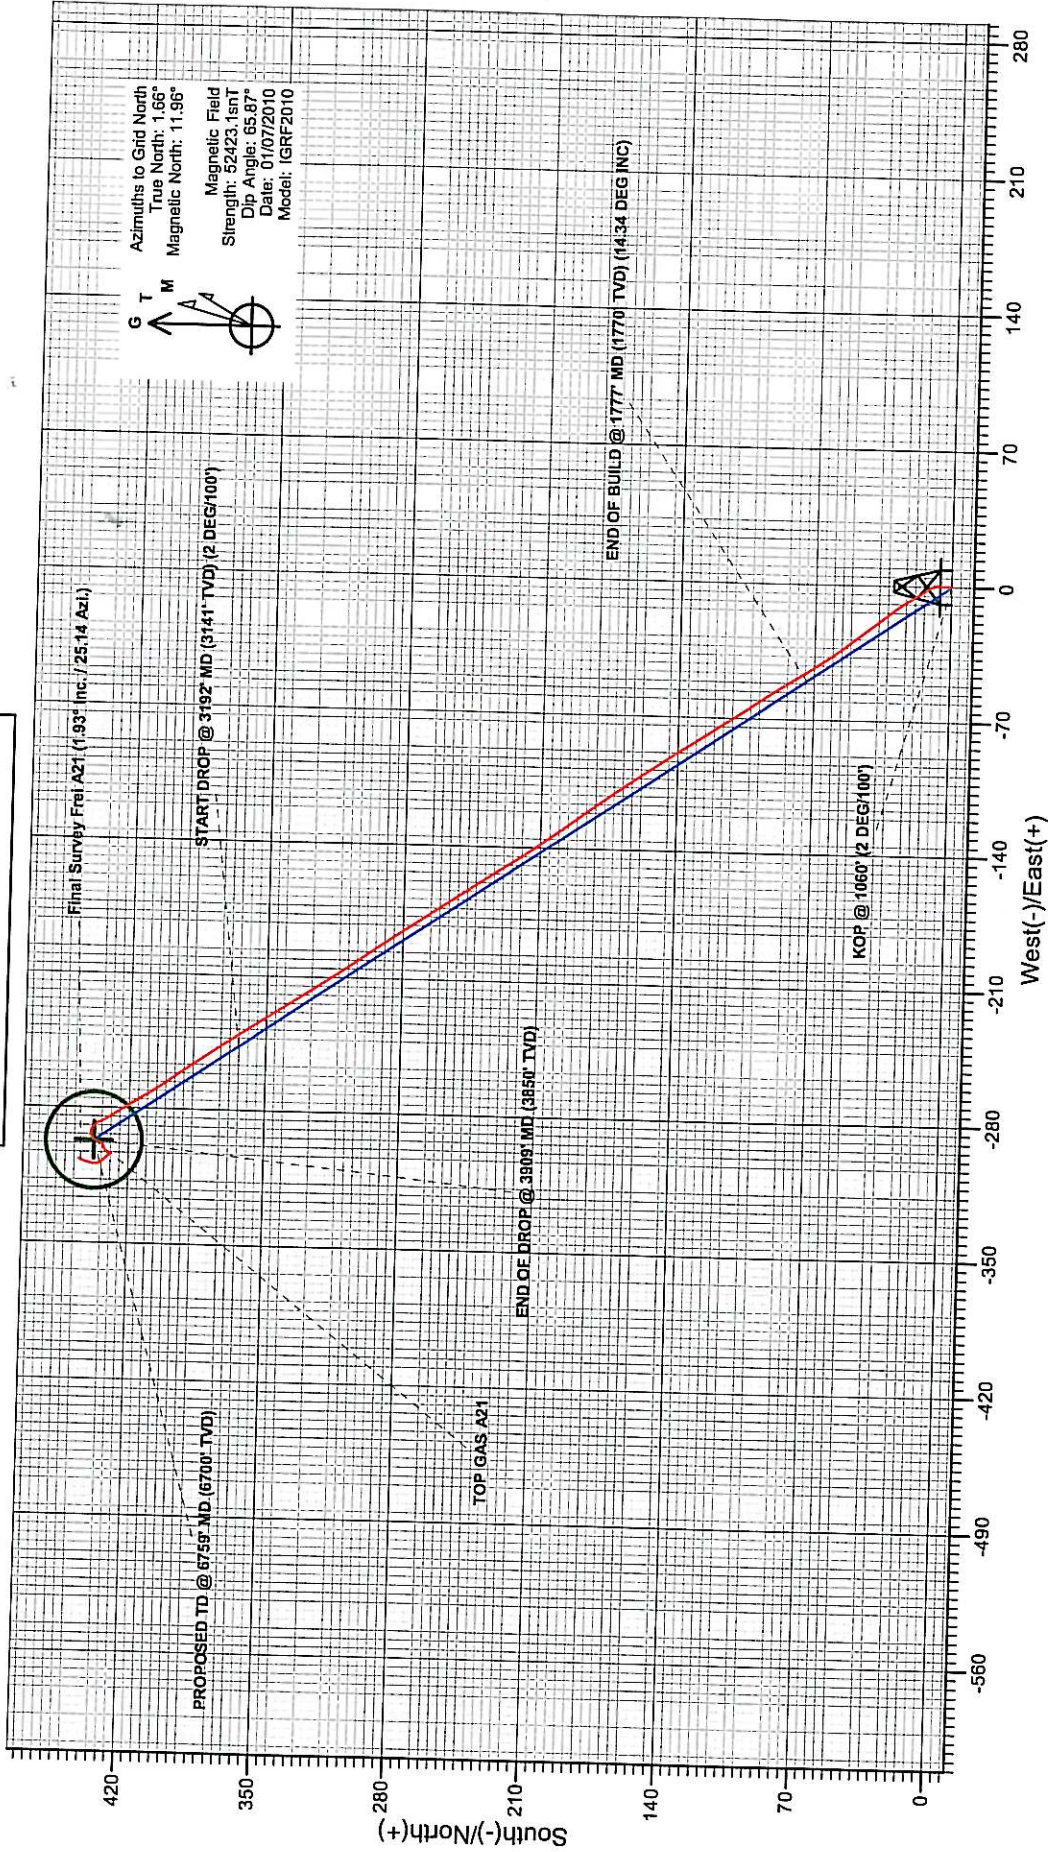 G T M
Azimuths to Grid North
True North: 1.66°
Magnetic North: 11.96°
Magnetic Field
Strength: 52423.1snT
Dip Angle: 65.87°
Date: 01/07/2010
Model: IGRF2010
Final Survey Frei A21 (1.93° Inc. / 25.14 Azi.)
START DROP @ 3192' MD (3141' TVD) (2 DEG/100')
PROPOSED TD @ 6759' MD (6700' TVD)
TOP GAS A21
END OF DROP @ 3909' MD (3850' TVD)
END OF BUILD @ 1777' MD (1770' TVD) (14.34 DEG INC)
KOP @ 1060' (2 DEG/100')
South(-)/North(+)
420
350
280
210
140
70
0
-560
-490
-420
-350
-280
-210
-140
-70
0
70
140
210
280
West(-)/East(+)